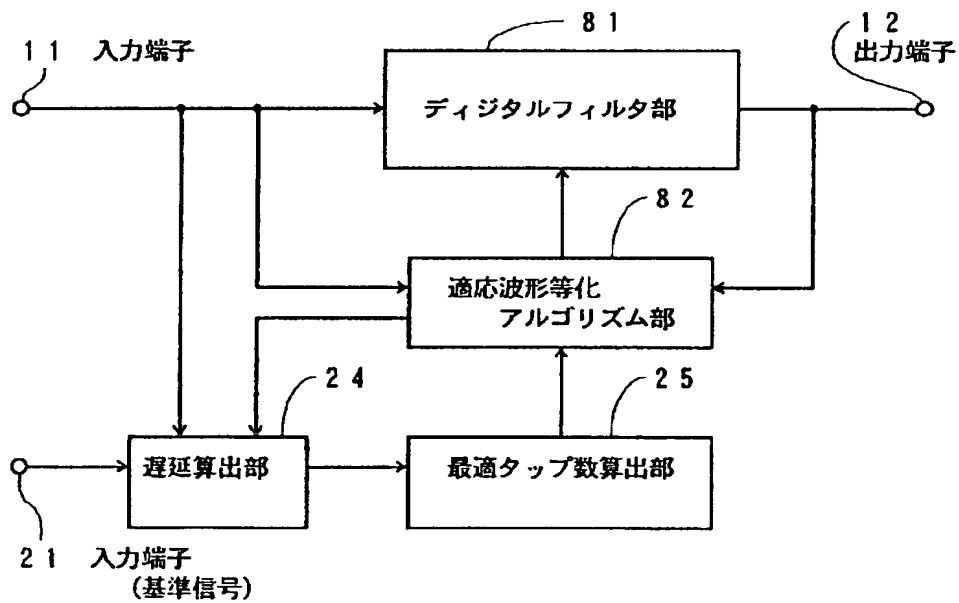 ８１
１１ 入力端子
１２
出力端子
ディジタルフィルタ部
８２
適応波形等化
アルゴリズム部
２４
２５
遅延算出部
最適タップ数算出部
２１ 入力端子
(基準信号)